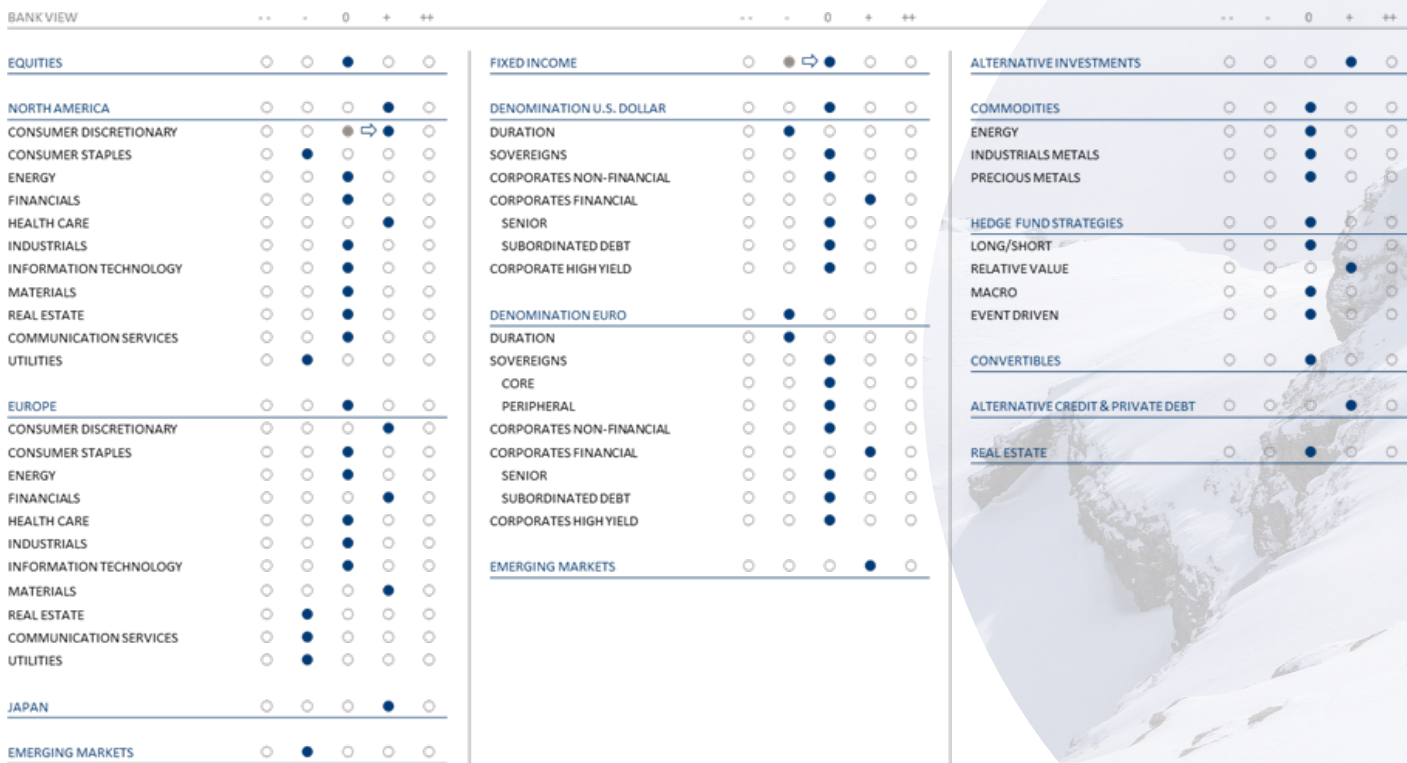 BANK VIEW -- - 0 + ++ -- - 0 + ++ -- - 0 + ++
EQUITIES
NORTH AMERICA
CONSUMER DISCRETIONARY
CONSUMER STAPLES
ENERGY
FINANCIALS
HEALTH CARE
INDUSTRIALS
INFORMATION TECHNOLOGY
MATERIALS
REAL ESTATE
COMMUNICATION SERVICES
UTILITIES
EUROPE
CONSUMER DISCRETIONARY
CONSUMER STAPLES
ENERGY
FINANCIALS
HEALTH CARE
INDUSTRIALS
INFORMATION TECHNOLOGY
MATERIALS
REAL ESTATE
COMMUNICATION SERVICES
UTILITIES
JAPAN
EMERGING MARKETS
FIXED INCOME
DENOMINATION U.S. DOLLAR
DURATION
SOVEREIGNS
CORPORATES NON-FINANCIAL
CORPORATES FINANCIAL
SENIOR
SUBORDINATED DEBT
CORPORATE HIGH YIELD
DENOMINATION EURO
DURATION
SOVEREIGNS
CORE
PERIPHERAL
CORPORATES NON-FINANCIAL
CORPORATES FINANCIAL
SENIOR
SUBORDINATED DEBT
CORPORATES HIGH YIELD
EMERGING MARKETS
ALTERNATIVE INVESTMENTS
COMMODITIES
ENERGY
INDUSTRIALS METALS
PRECIOUS METALS
HEDGE FUND STRATEGIES
LONG/SHORT
RELATIVE VALUE
MACRO
EVENT DRIVEN
CONVERTIBLES
ALTERNATIVE CREDIT & PRIVATE DEBT
REAL ESTATE